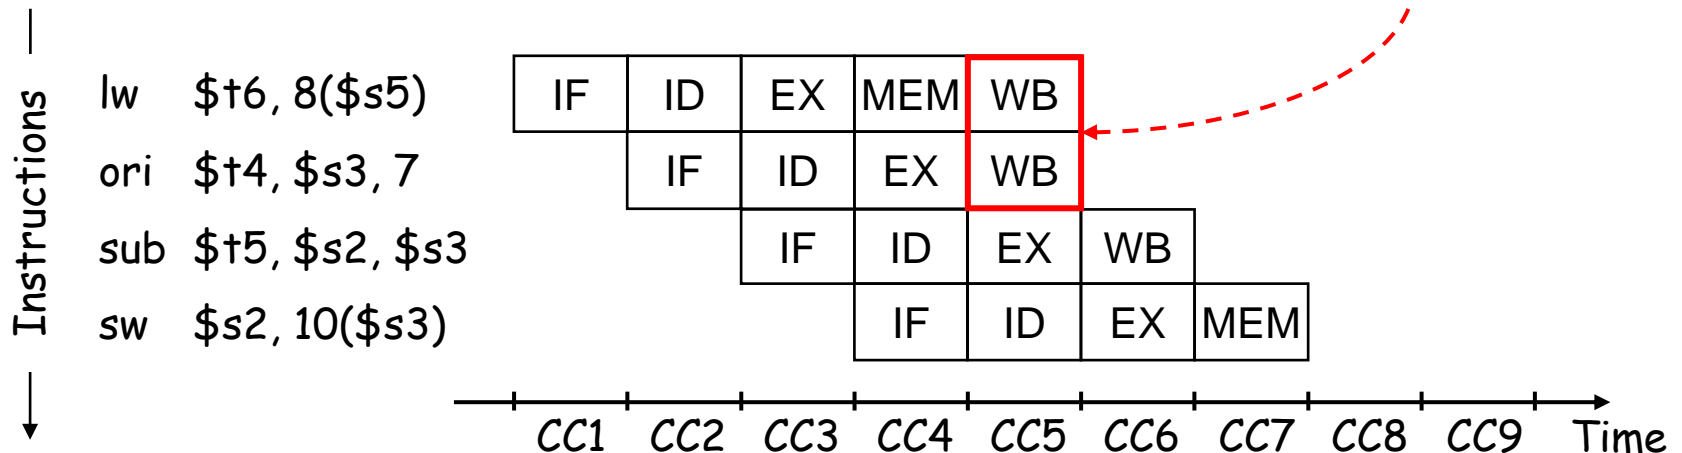 Instructions
lw $t6, 8($s5) IF ID EX MEM WB
ori $t4, $s3, 7 IF ID EX WB
sub $t5, $s2, $s3 IF ID EX WB
sw $s2, 10($s3) IF ID EX MEM
CC1 CC2 CC3 CC4 CC5 CC6 CC7 CC8 CC9 Time